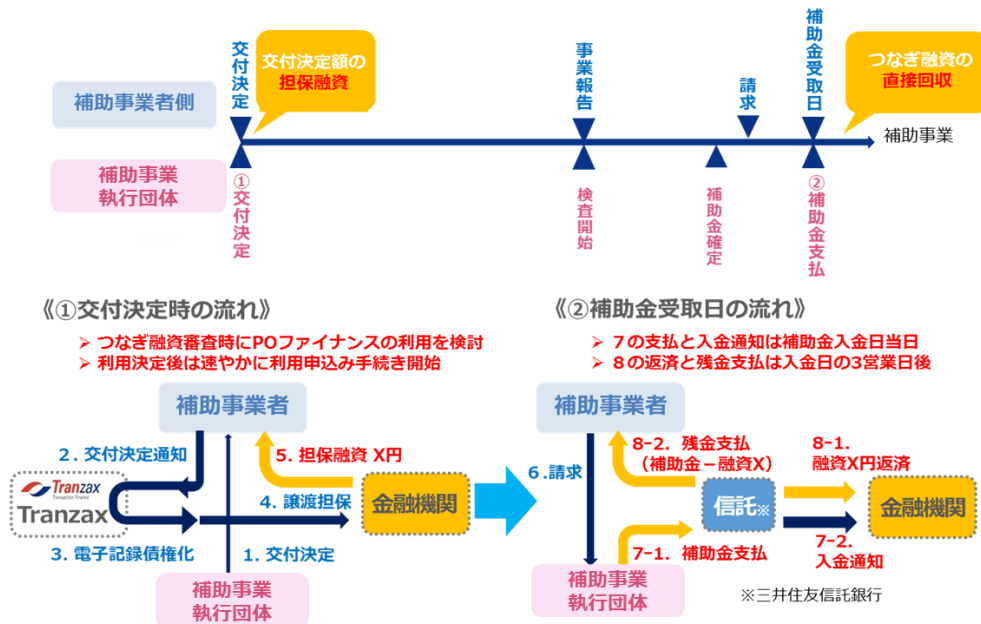 交付決定
交付決定額の
担保融資
事業報告
請求
補助金受取日
つなぎ融資の
直接回収
補助事業者側
補助事業
補助事業
執行団体
①交付決定
検査開始
補助金確定
②補助金支払
《①交付決定時の流れ》
➢ つなぎ融資審査時にPOファイナンスの利用を検討
➢ 利用決定後は速やかに利用申込み手続き開始
補助事業者
2. 交付決定通知
5. 担保融資 X円
Tranzax
Transaction Finance
Tranzax
4. 譲渡担保
金融機関
3. 電子記録債権化
1. 交付決定
補助事業
執行団体
《②補助金受取日の流れ》
➢ 7の支払と入金通知は補助金入金日当日
➢ 8の返済と残金支払は入金日の3営業日後
補助事業者
8-2. 残金支払
（補助金－融資X）
8-1.
融資X円返済
6. 請求
信託※
金融機関
7-1. 補助金支払
7-2.
入金通知
補助事業
執行団体
※三井住友信託銀行